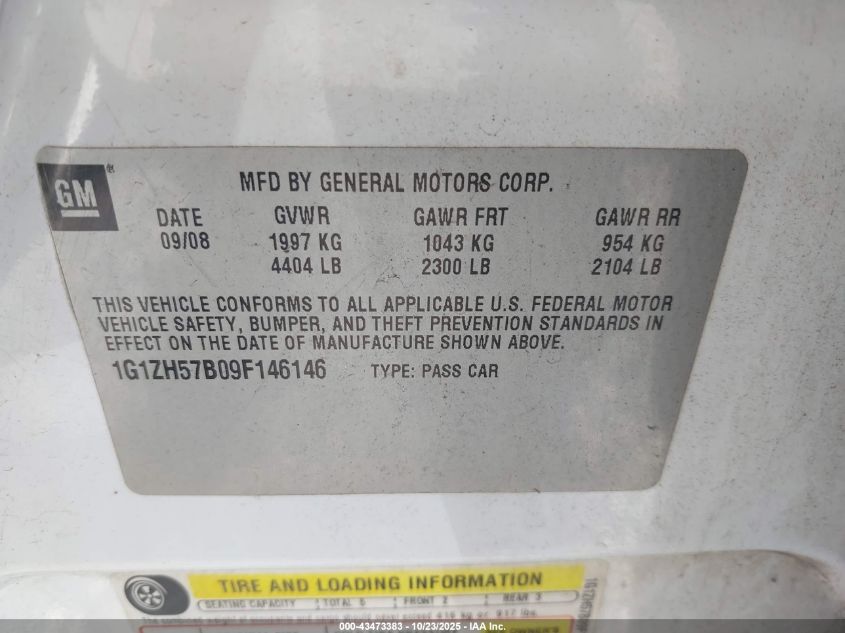 GM®
MFD BY GENERAL MOTORS CORP.
DATE GVWR GAWR FRT GAWR RR
09/08 1997 KG 1043 KG 954 KG
4404 LB 2300 LB 2104 LB
THIS VEHICLE CONFORMS TO ALL APPLICABLE U.S. FEDERAL MOTOR
VEHICLE SAFETY, BUMPER, AND THEFT PREVENTION STANDARDS IN
EFFECT ON THE DATE OF MANUFACTURE SHOWN ABOVE.
1G1ZH57B09F146146 TYPE: PASS CAR
TIRE AND LOADING INFORMATION
SEATING CAPACITY TOTAL 5 FRONT 2 REAR 3
000-43473383 - 10/23/2025 - IAA Inc.